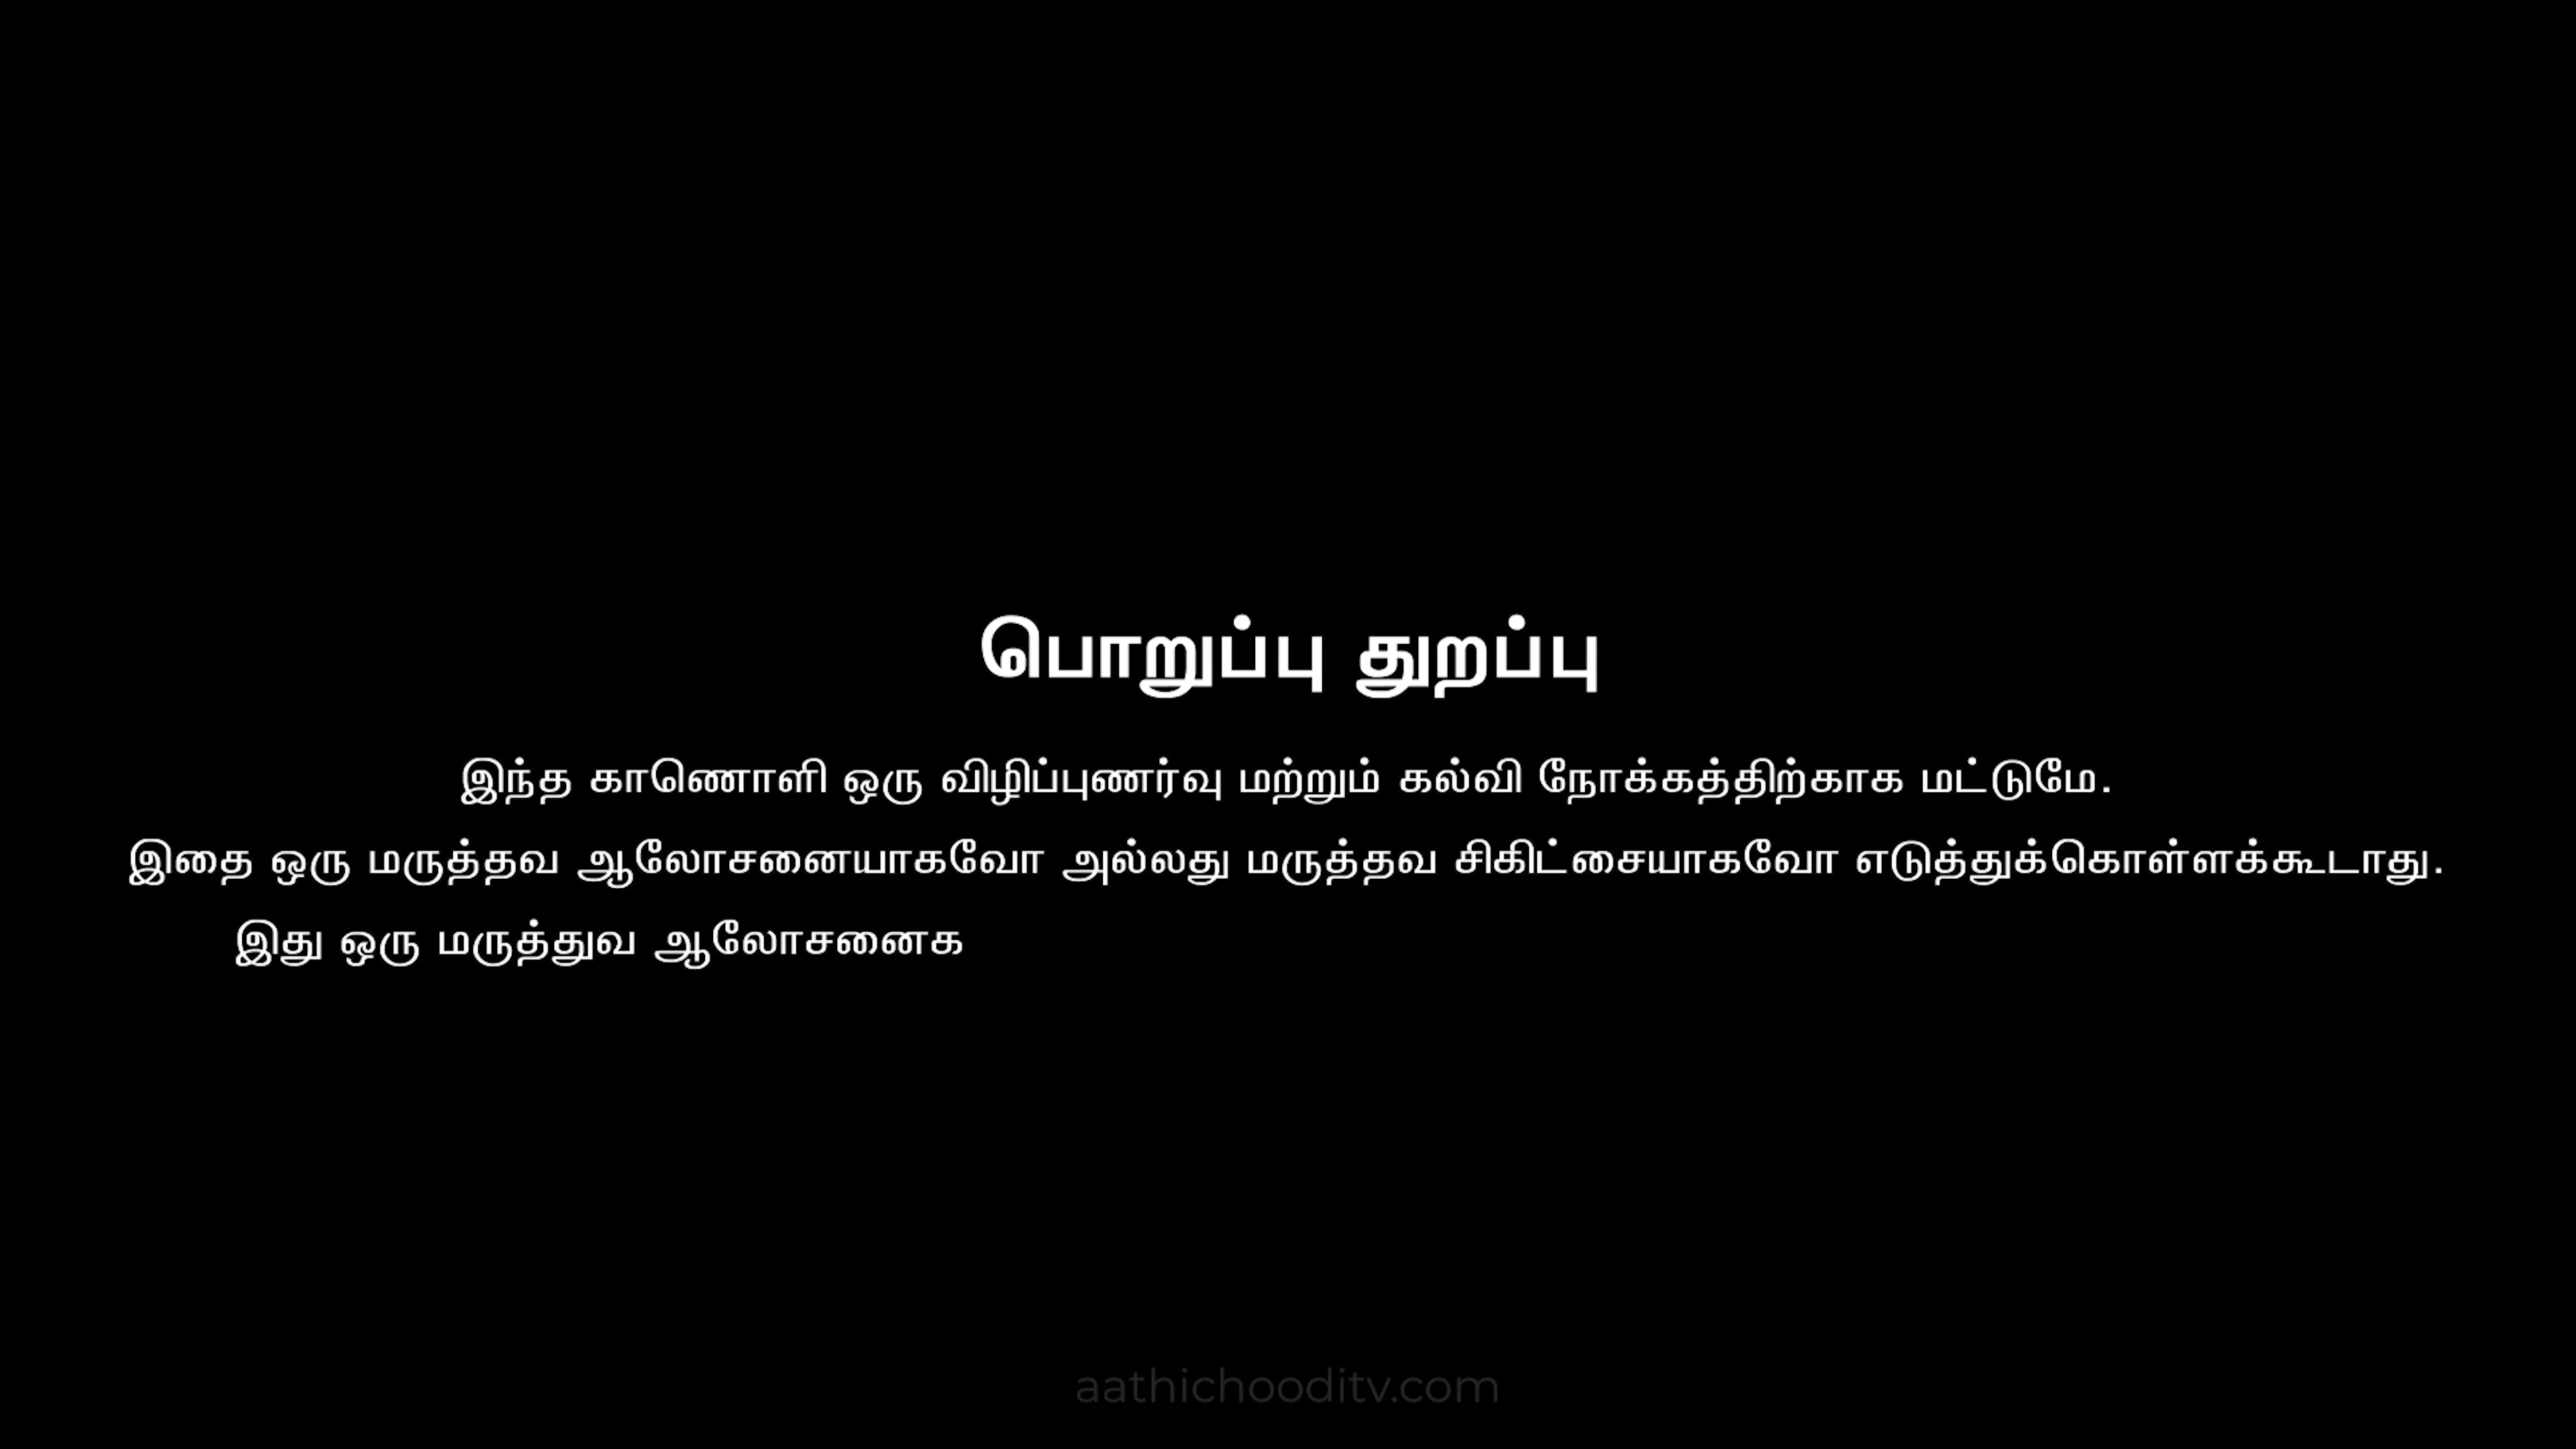 பொறுப்பு துறப்பு
இந்த காணொளி ஒரு விழிப்புணர்வு மற்றும் கல்வி நோக்கத்திற்காக மட்டுமே.
இதை ஒரு மருத்தவ ஆலோசனையாகவோ அல்லது மருத்தவ சிகிட்சையாகவோ எடுத்துக்கொள்ளக்கூடாது.
இது ஒரு மருத்துவ ஆலோசனைக
aathichooditv.com